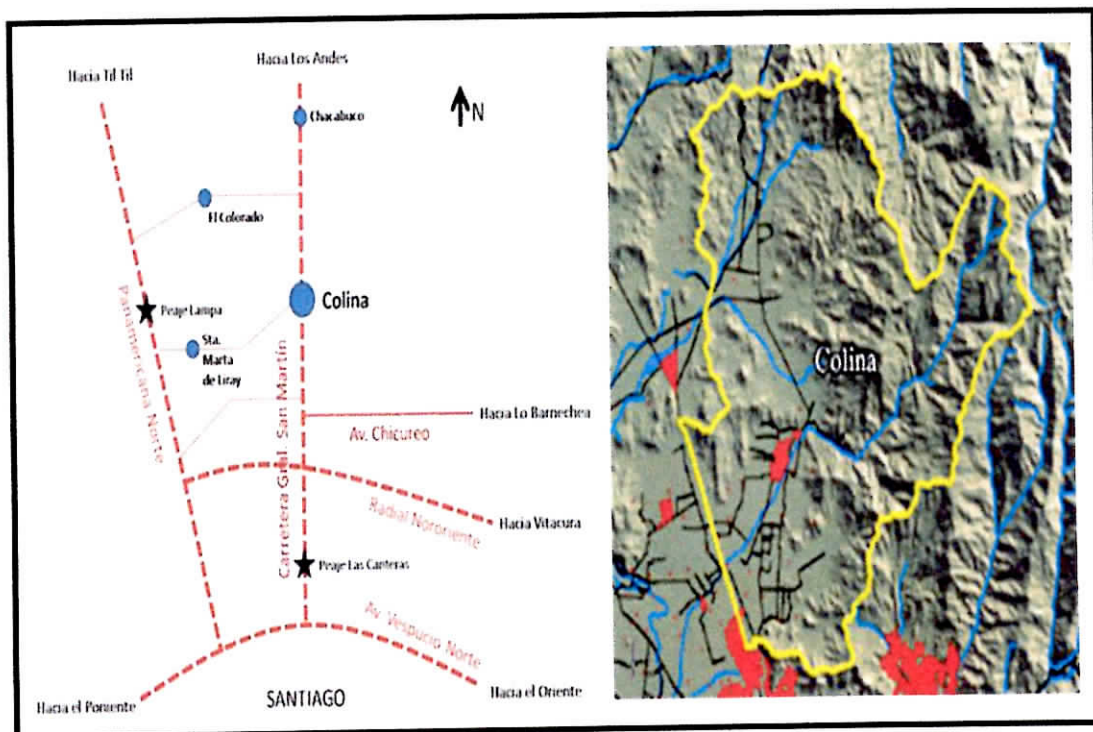 Hacia Til Til
Hacia Los Andes
Chacabuco
N
El Colorado
Panamericana Norte
Peaje Lampa
Colina
Sta.
Marta
de Liray
Carretera Gral. San Martín
Hacia Lo Barnechea
Av. Chicureo
Radial Nororiente
Hacia Vitacura
Peaje Las Canteras
Av. Vespucio Norte
Hacia el Poniente
SANTIAGO
Hacia el Oriente
Colina